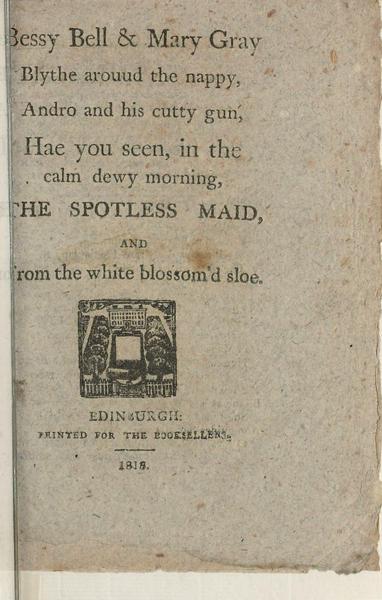 Bessy Bell & Mary Gray
Blythe arouud the nappy,
Andro and his cutty gun,
Hae you seen, in the
calm dewy morning,
THE SPOTLESS MAID,
AND
From the white blossom'd sloe.
EDINBURGH:
PRINTED FOR THE BOOKSELLERS.
1818.